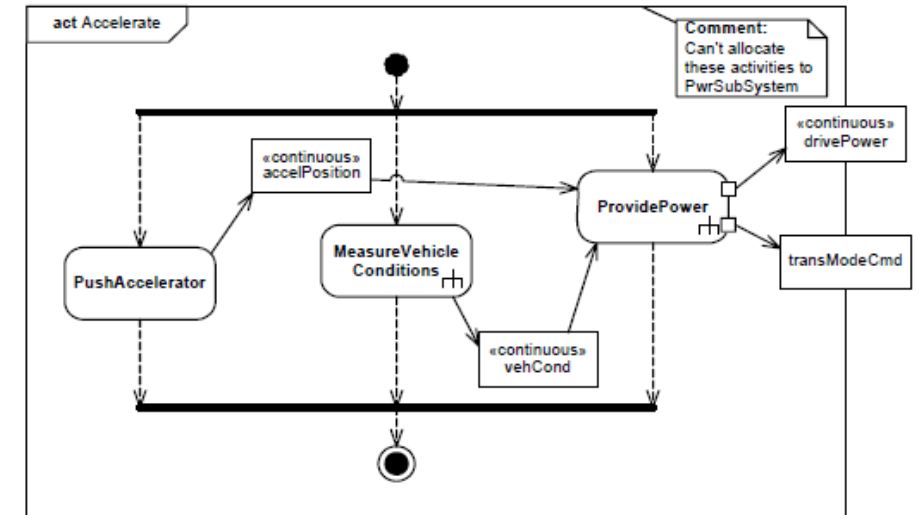 act Accelerate
Comment:
Can't allocate
these activities to
PwrSubSystem
«continuous»
drivePower
«continuous»
accelPosition
ProvidePower
MeasureVehicle
Conditions
transModeCmd
PushAccelerator
«continuous»
vehCond